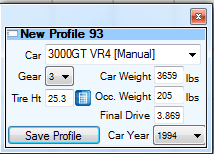 New Profile 93
Car 3000GT VR4 [Manual]
Gear 3 Car Weight 3659 lbs
Tire Ht 25.3 Occ. Weight 205 lbs
Final Drive 3.869
Save Profile Car Year 1994